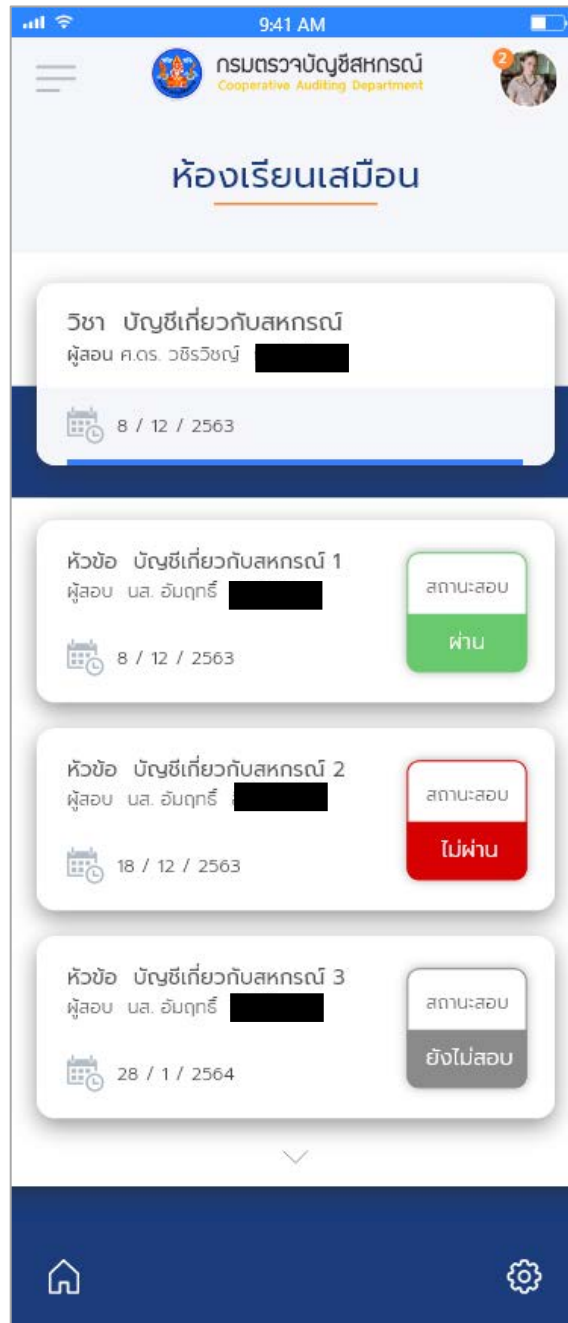 9:41 AM
กรมตรวจบัญชีสหกรณ์
Cooperative Auditing Department
2
ห้องเรียนเสมือน
วิชา บัญชีเกี่ยวกับสหกรณ์
ผู้สอน ศ.ดร. วชิรวิชญ์
8 / 12 / 2563
หัวข้อ บัญชีเกี่ยวกับสหกรณ์ 1
ผู้สอบ นส. อัมฤทธิ์
สถานะสอบ
8 / 12 / 2563
ผ่าน
หัวข้อ บัญชีเกี่ยวกับสหกรณ์ 2
ผู้สอบ นส. อัมฤทธิ์
สถานะสอบ
18 / 12 / 2563
ไม่ผ่าน
หัวข้อ บัญชีเกี่ยวกับสหกรณ์ 3
ผู้สอบ นส. อัมฤทธิ์
สถานะสอบ
28 / 1 / 2564
ยังไม่สอบ